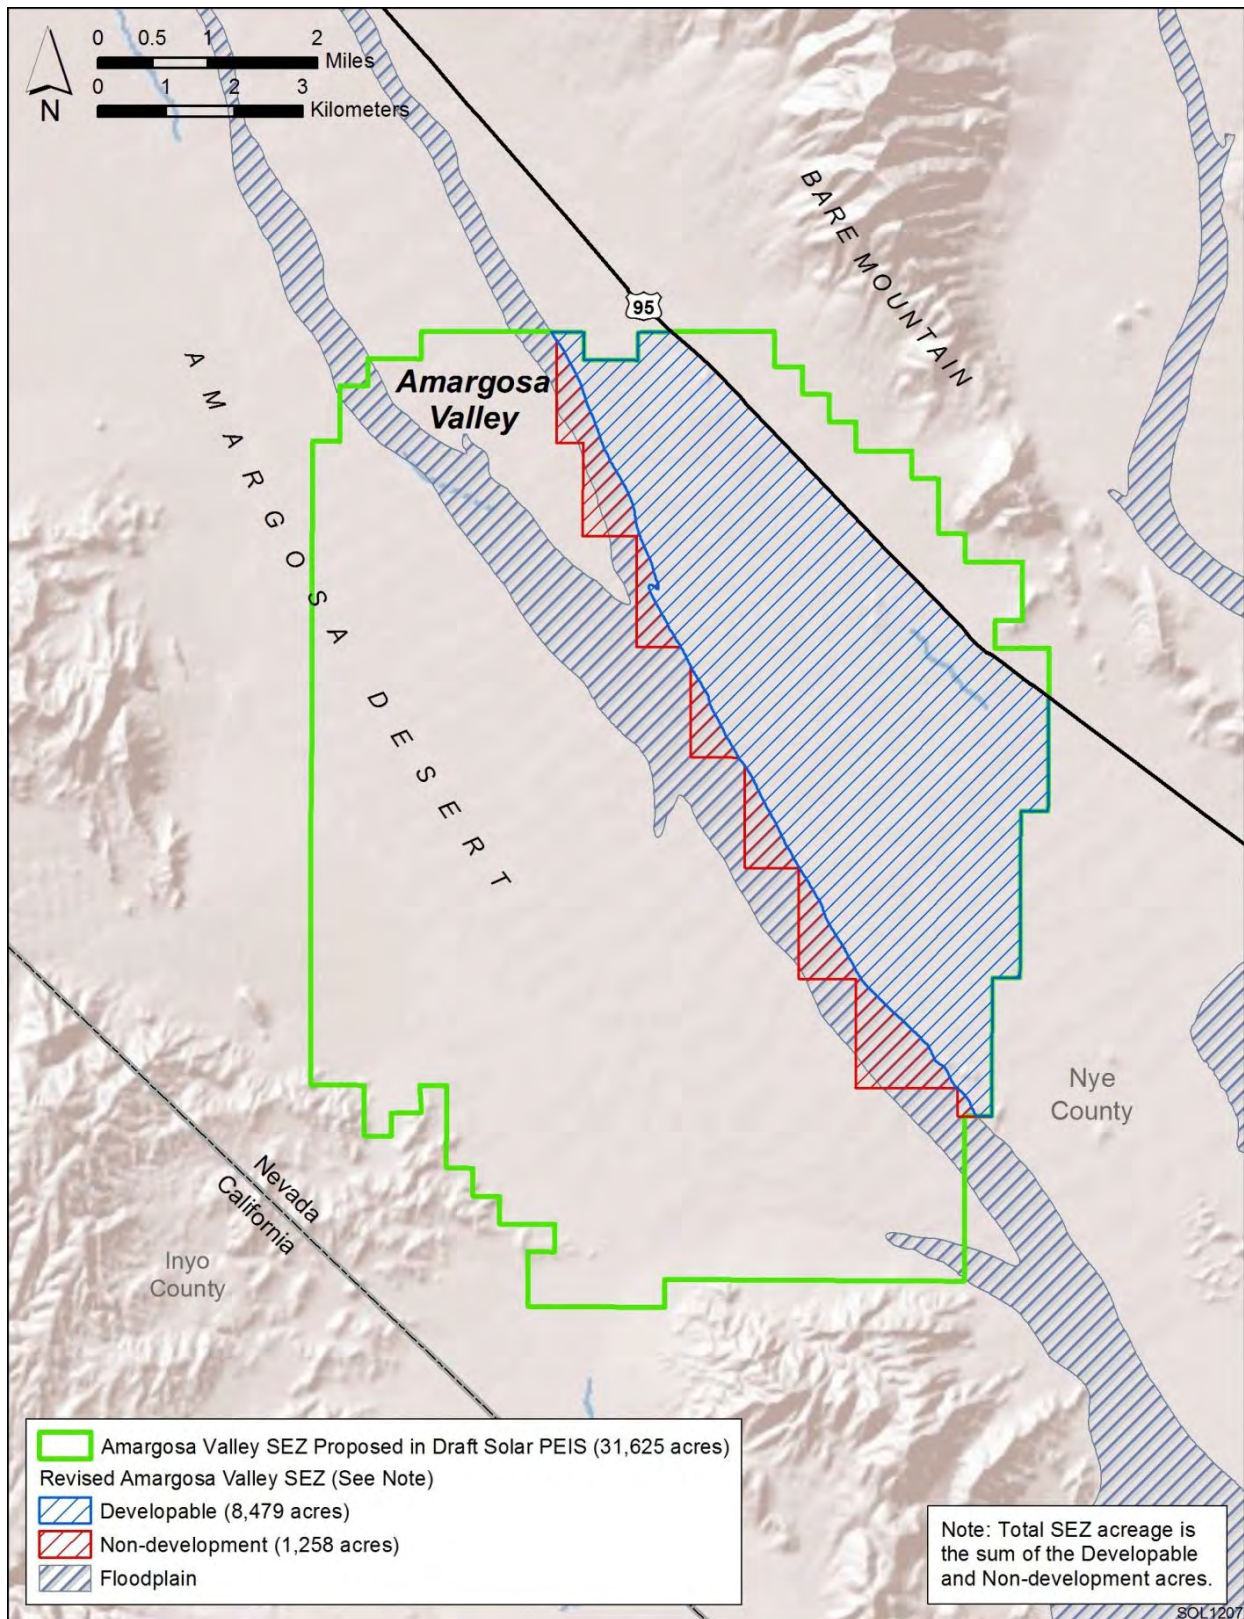 0 0.5 1 2
Miles
0 1 2 3
Kilometers
N
95
BARE MOUNTAIN
Amargosa
Valley
AMARGOSA DESERT
Nye
County
Nevada
California
Inyo
County
Amargosa Valley SEZ Proposed in Draft Solar PEIS (31,625 acres)
Revised Amargosa Valley SEZ (See Note)
Developable (8,479 acres)
Non-development (1,258 acres)
Floodplain
Note: Total SEZ acreage is
the sum of the Developable
and Non-development acres.
SOL1207